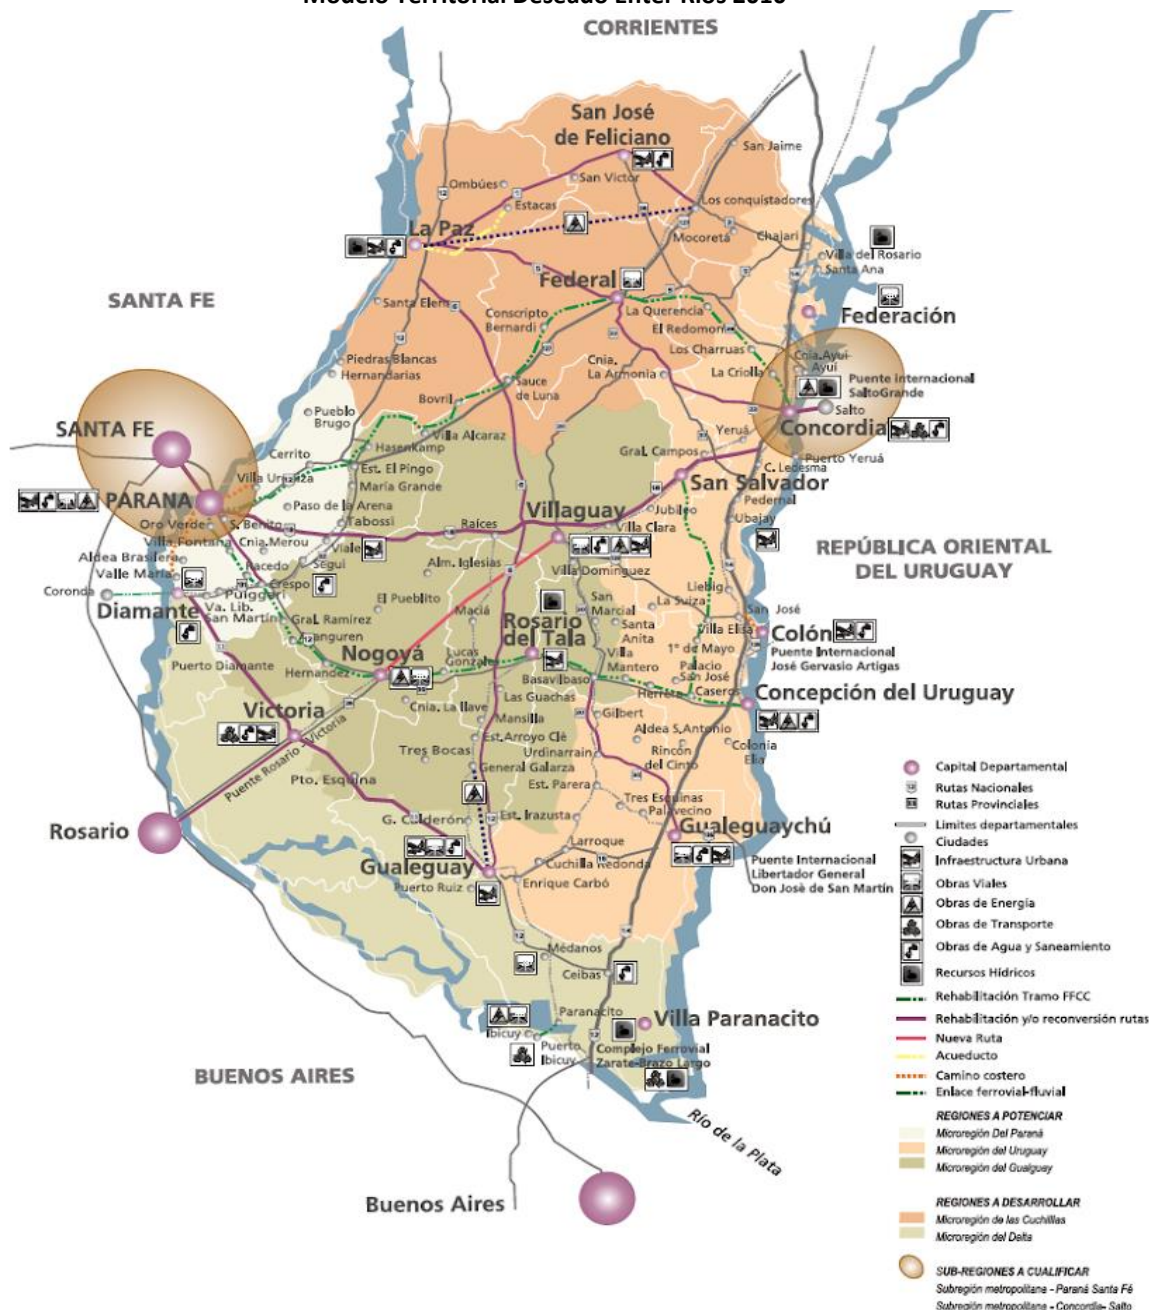 Modelo Territorial Deseado Enter Rios 2016
CORRIENTES
San José
de Feliciano
San Jaime
San Victor
Ombúes
Estacas
Los conquistadores
La Paz
Mocoretá
Chajari
Villa del Rosario
Santa Ana
Federal
SANTA FE
Santa Elena
Conscripto
Bernardi
La Querencia
El Redomon
Federación
Los Charruas
Cnia. Ayui
Ayuí
Piedras Blancas
Hernandarias
Cnia.
La Armonia
La Criolla
Puente Internacional
SaltoGrande
Sauce
de Luna
Salto
Bovril
Pueblo
Brugo
Concordia
SANTA FE
Villa Alcaraz
Yeruá
Hasenkamp
Cerrito
Gral. Campos
Puerto Yeruá
Est. El Pingo
C. Ledesma
Villa Urquiza
María Grande
San Salvador
PARANA
Pedernal
Paso de la Arena
Jubileo
Villaguay
Ubajay
Oro Verde
S. Benito
Tabossi
Raíces
Villa Clara
Villa Fontana
Cnia.Merou
Viale
REPÚBLICA ORIENTAL
DEL URUGUAY
Aldea Brasilera
Racedo
Segui
Alm. Iglesias
Villa Dominguez
Valle María
Crespo
Liebig
Coronda
Puiggari
El Pueblito
Diamante
Va. Lib.
San Martín
Maciá
San
Marcial
La Suiza
San José
Gral. Ramírez
Rosario
del Tala
Santa
Anita
Villa Elisa
Colón
Aranguren
1º de Mayo
Puente Internacional
José Gervasio Artigas
Nogoyá
Lucas
Gonzalez
Villa
Mantero
Palacio
San José
Puerto Diamante
Hernandez
Basavilbaso
Herrera
Caseros
Concepción del Uruguay
Las Guachas
Cnia. La llave
Gilbert
Victoria
Mansilla
Aldea S.Antonio
Puente Rosario - Victoria
Est.Arroyo Clé
Rincón
del Cinto
Colonia
Elia
Tres Bocas
Urdinarrain
General Galarza
Pto. Esquina
Est. Parera
Capital Departamental
Rutas Nacionales
Tres Esquinas
Palavecino
Rutas Provinciales
G. Calderón
Est. Irazusta
Rosario
Gualeguaychú
Limites departamentales
Ciudades
Larroque
Infraestructura Urbana
Gualeguay
Cuchilla Redonda
Puente Internacional
Libertador General
Don Josè de San Martín
Obras Viales
Puerto Ruiz
Enrique Carbó
Obras de Energía
Obras de Transporte
Médanos
Obras de Agua y Saneamiento
Ceibas
Recursos Hídricos
Rehabilitación Tramo FFCC
Paranacito
Villa Paranacito
Rehabilitación y/o reconversión rutas
Ibicuy
Nueva Ruta
Puerto
Ibicuy
Complejo Ferrovial
Zarate-Brazo Largo
Acueducto
BUENOS AIRES
Camino costero
Enlace ferrovial-fluvial
REGIONES A POTENCIAR
Microregión Del Paraná
Río de la Plata
Microregión del Uruguay
Microregión del Gualguay
Buenos Aires
REGIONES A DESARROLLAR
Microregión de las Cuchilllas
Microregión del Delta
SUB-REGIONES A CUALIFICAR
Subregión metropolitana - Paraná Santa Fé
Subregión metropolitana - Concordia- Salto